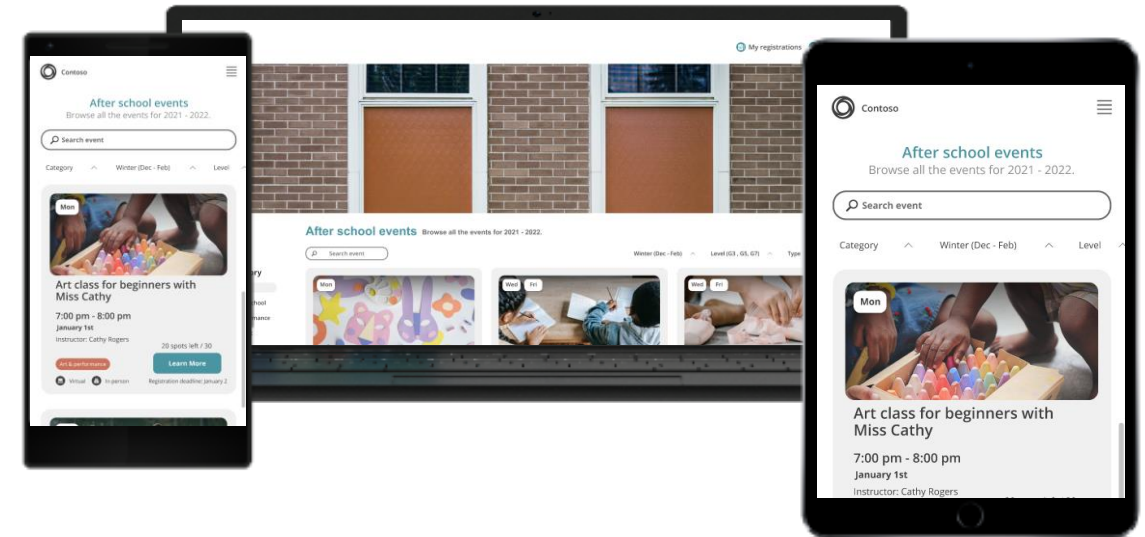 Contoso
After school events
Browse all the events for 2021 - 2022.
Search event
Category Winter (Dec - Feb) Level
Mon
Art class for beginners with
Miss Cathy
7:00 pm - 8:00 pm
January 1st
Instructor: Cathy Rogers
20 spots left / 30
Art & performance
Learn More
Virtual In person Registration deadline: January 2
My registrations
After school events Browse all the events for 2021 - 2022.
Search event
Winter (Dec - Feb) Level (G3 , G5, G7) Type
Mon
Wed Fri
Wed Fri
Contoso
After school events
Browse all the events for 2021 - 2022.
Search event
Category Winter (Dec - Feb) Level
Mon
Art class for beginners with
Miss Cathy
7:00 pm - 8:00 pm
January 1st
Instructor: Cathy Rogers